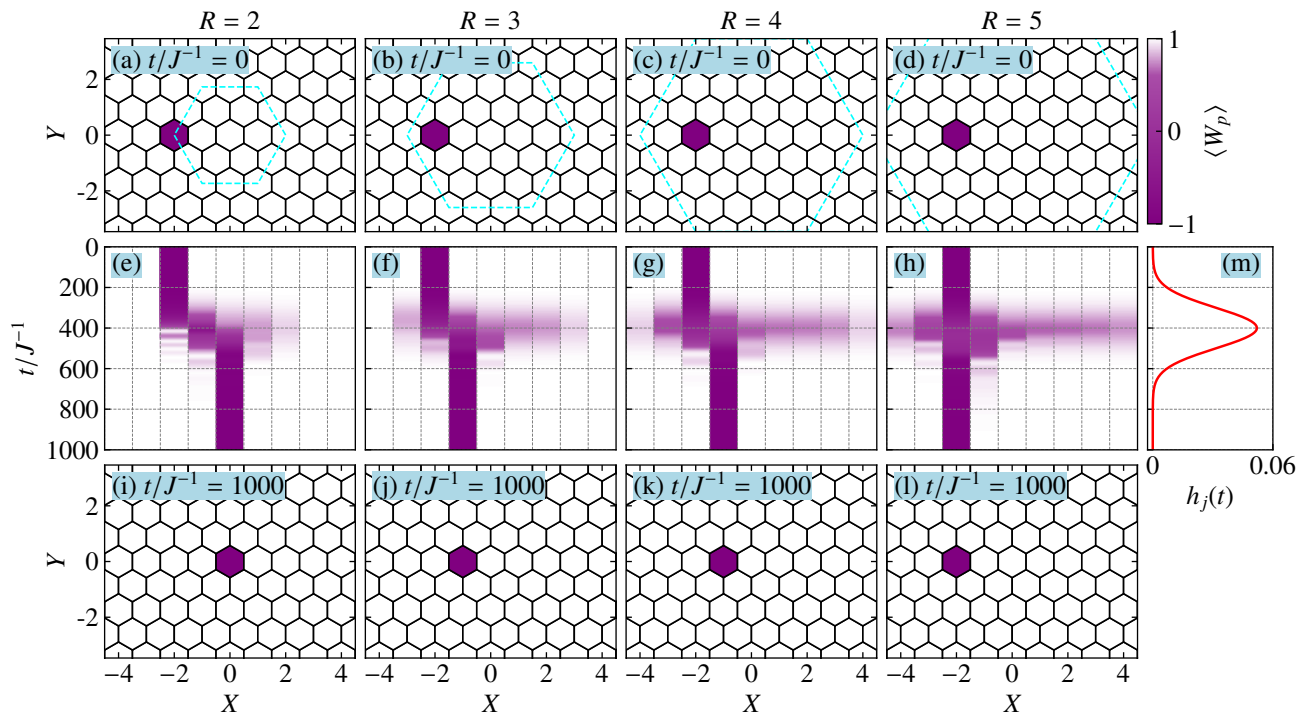 R = 2 R = 3 R = 4 R = 5
(a) t/J⁻¹ = 0 (b) t/J⁻¹ = 0 (c) t/J⁻¹ = 0 (d) t/J⁻¹ = 0 1
2
Y 0 0 ⟨W_p⟩
-2
−1
0 (e) (f) (g) (h) (m)
200
t/J⁻¹ 400
600
800
1000 0 0.06
h_j(t)
(i) t/J⁻¹ = 1000 (j) t/J⁻¹ = 1000 (k) t/J⁻¹ = 1000 (l) t/J⁻¹ = 1000
2
Y 0
-2
−4 −2 0 2 4 −4 −2 0 2 4 −4 −2 0 2 4 −4 −2 0 2 4
X X X X